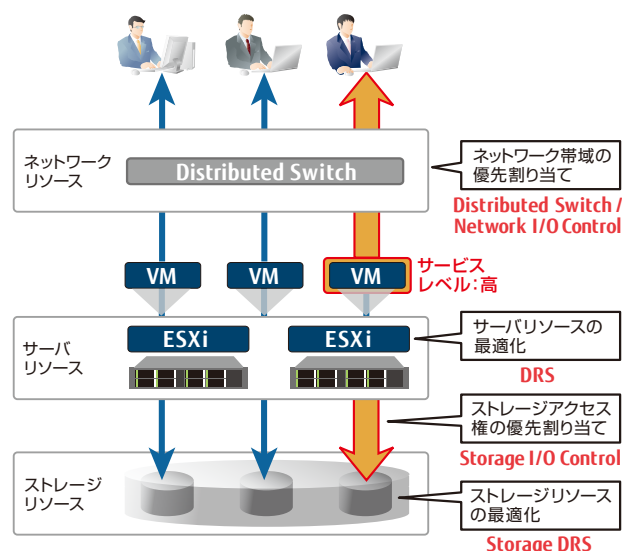 ネットワーク
リソース
Distributed Switch
ネットワーク帯域の
優先割り当て
Distributed Switch /
Network I/O Control
VM
VM
VM
サービス
レベル：高
サーバ
リソース
ESXi
ESXi
サーバリソースの
最適化
DRS
ストレージアクセス
権の優先割り当て
Storage I/O Control
ストレージ
リソース
ストレージリソース
の最適化
Storage DRS